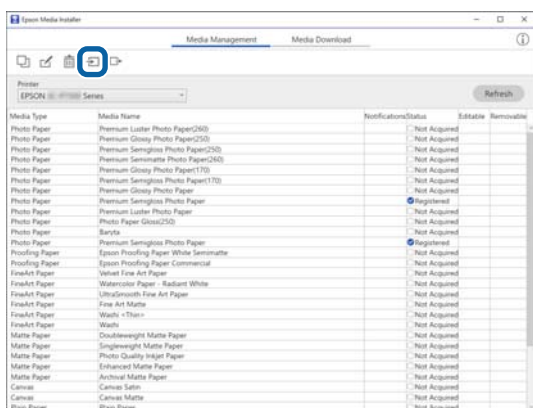 Epson Media Installer
Media Management Media Download
Printer
EPSON Series
Refresh
Media Type Media Name Notifications Status Editable Removable
Photo Paper Premium Luster Photo Paper(260) Not Acquired
Photo Paper Premium Glossy Photo Paper(250) Not Acquired
Photo Paper Premium Semigloss Photo Paper(250) Not Acquired
Photo Paper Premium Semimatte Photo Paper(260) Not Acquired
Photo Paper Premium Glossy Photo Paper(170) Not Acquired
Photo Paper Premium Semigloss Photo Paper(170) Not Acquired
Photo Paper Premium Glossy Photo Paper Not Acquired
Photo Paper Premium Semigloss Photo Paper Registered
Photo Paper Premium Luster Photo Paper Not Acquired
Photo Paper Photo Paper Gloss(250) Not Acquired
Photo Paper Baryta Not Acquired
Photo Paper Premium Semigloss Photo Paper Registered
Proofing Paper Epson Proofing Paper White Semimatte Not Acquired
Proofing Paper Epson Proofing Paper Commercial Not Acquired
FineArt Paper Velvet Fine Art Paper Not Acquired
FineArt Paper Watercolor Paper - Radiant White Not Acquired
FineArt Paper UltraSmooth Fine Art Paper Not Acquired
FineArt Paper Fine Art Matte Not Acquired
FineArt Paper Washi <Thin> Not Acquired
FineArt Paper Washi Not Acquired
Matte Paper Doubleweight Matte Paper Not Acquired
Matte Paper Singleweight Matte Paper Not Acquired
Matte Paper Photo Quality Inkjet Paper Not Acquired
Matte Paper Enhanced Matte Paper Not Acquired
Matte Paper Archival Matte Paper Not Acquired
Canvas Canvas Satin Not Acquired
Canvas Canvas Matte Not Acquired
Plain Paper Plain Paper Not Acquired